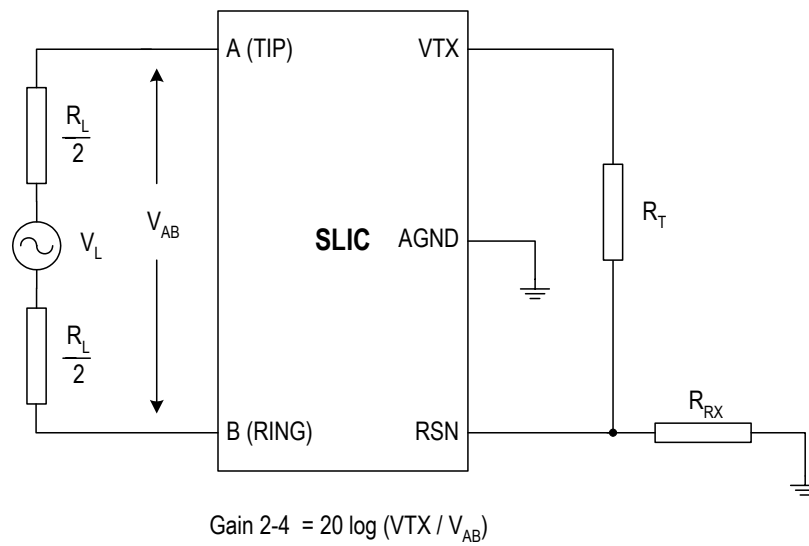 A (TIP)
VTX
R_L
2
V_AB
R_T
V_L
SLIC
AGND
R_L
2
R_RX
B (RING)
RSN
Gain 2-4 = 20 log (VTX / V_AB)